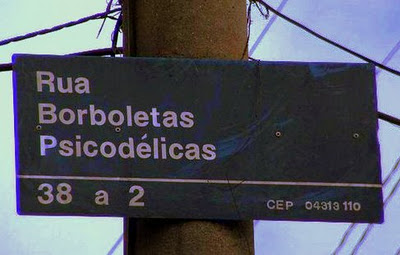 Rua
Borboletas
Psicodélicas
38 a 2 CEP 04313 110